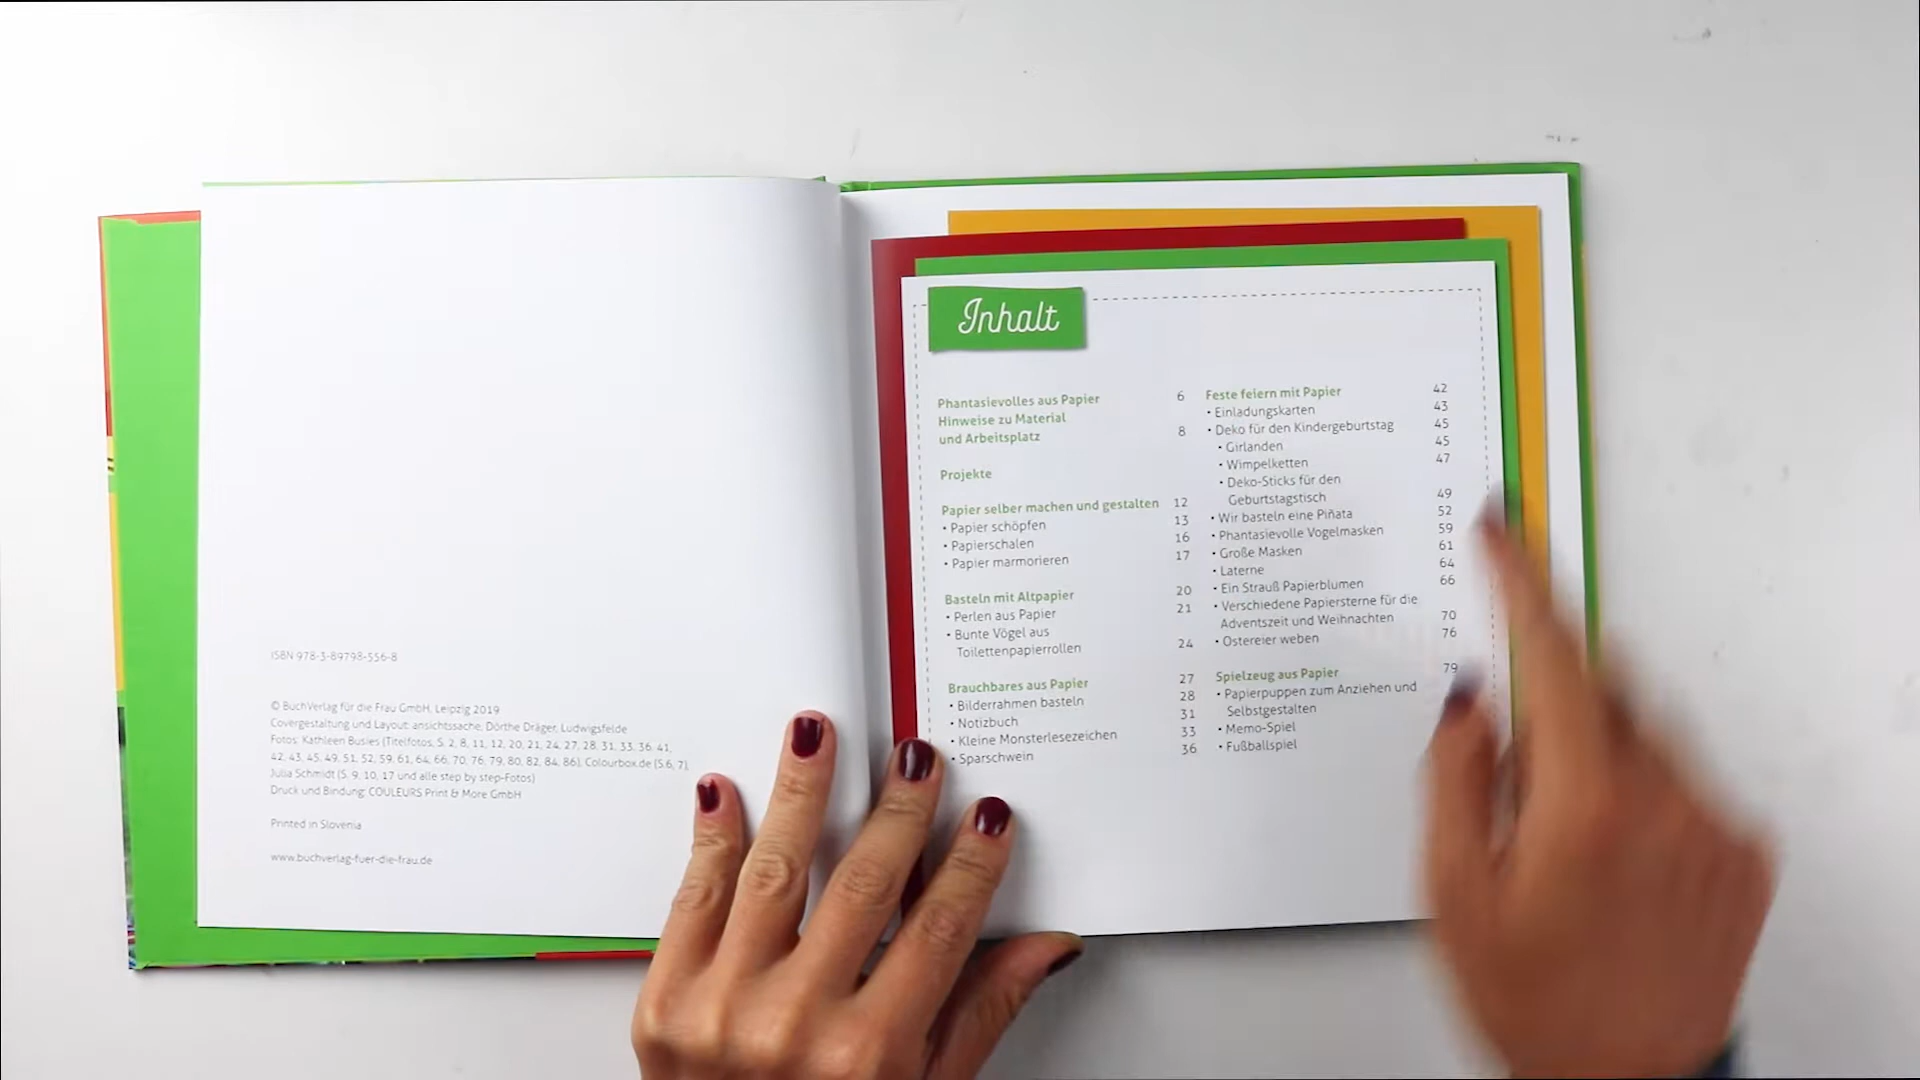 ISBN 978-3-89798-556-8
© BuchVerlag für die Frau GmbH, Leipzig 2019
Covergestaltung und Layout: ansichtssache, Dörthe Dräger, Ludwigsfelde
Fotos: Kathleen Busies (Titelfotos, S. 2, 8, 11, 12, 20, 21, 24, 27, 28, 31, 33, 36, 41,
42, 43, 45, 49, 51, 52, 59, 61, 64, 66, 70, 76, 79, 80, 82, 84, 86), Colourbox.de (S.6, 7),
Julia Schmidt (S. 9, 10, 17 und alle step by step-Fotos)
Druck und Bindung: COULEURS Print & More GmbH
Printed in Slovenia
www.buchverlag-fuer-die-frau.de
Inhalt
Phantasievolles aus Papier 6
Hinweise zu Material
und Arbeitsplatz 8
Projekte
Papier selber machen und gestalten 12
• Papier schöpfen 13
• Papierschalen 16
• Papier marmorieren 17
Basteln mit Altpapier 20
• Perlen aus Papier 21
• Bunte Vögel aus
Toilettenpapierrollen 24
Brauchbares aus Papier 27
• Bilderrahmen basteln 28
• Notizbuch 31
• Kleine Monsterlesezeichen 33
• Sparschwein 36
Feste feiern mit Papier 42
• Einladungskarten 43
• Deko für den Kindergeburtstag 45
• Girlanden 45
• Wimpelketten 47
• Deko-Sticks für den
Geburtstagstisch 49
• Wir basteln eine Piñata 52
• Phantasievolle Vogelmasken 59
• Große Masken 61
• Laterne 64
• Ein Strauß Papierblumen 66
• Verschiedene Papiersterne für die
Adventszeit und Weihnachten 70
• Ostereier weben 76
Spielzeug aus Papier 79
• Papierpuppen zum Anziehen und
Selbstgestalten
• Memo-Spiel
• Fußballspiel